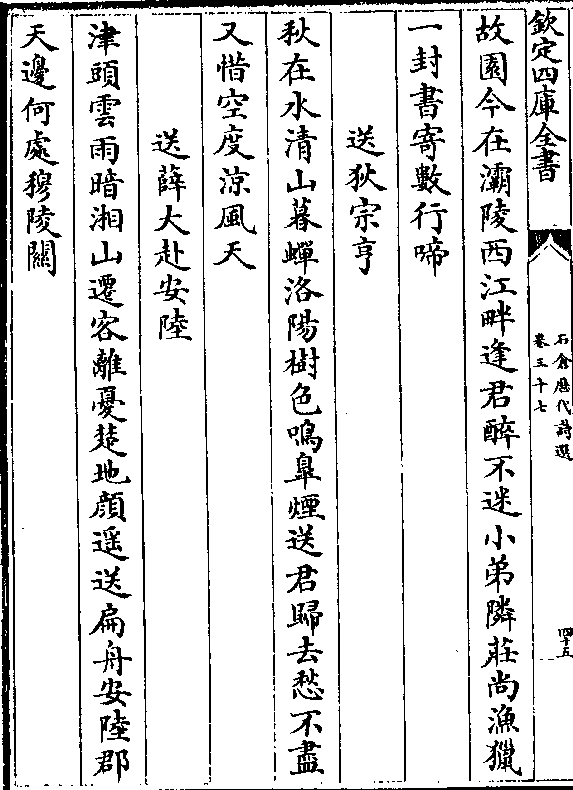 欽定四庫全書
石倉歷代詩選
卷三十七
四十五
故園今在灞陵西江畔逢君醉不迷小弟隣莊尚漁獵
一封書寄數行啼
送狄宗亨
秋在水清山暮蟬洛陽樹色鳴臯煙送君歸去愁不盡
又惜空度涼風天
送薛大赴安陸
津頭雲雨暗湘山遷客離憂楚地顔遥送扁舟安陸郡
天邊何處穆陵關